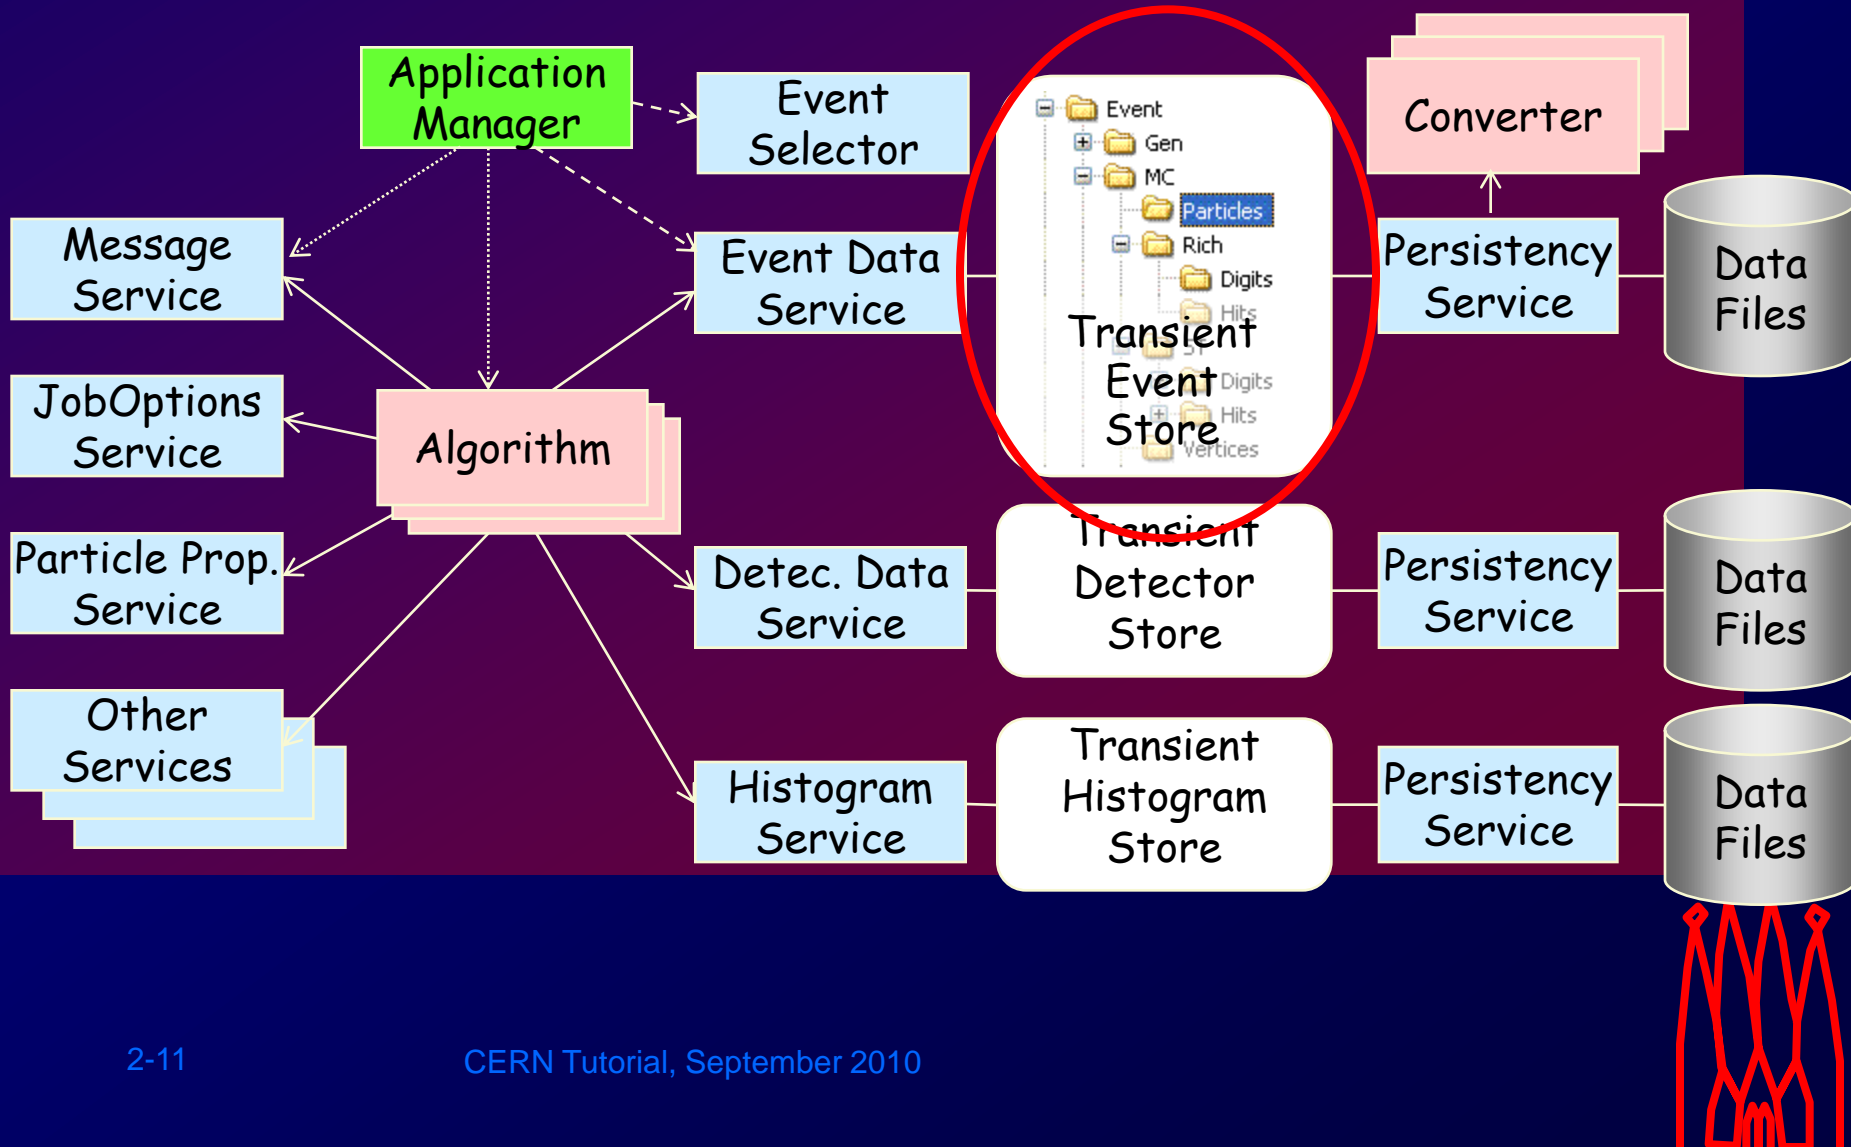 Application
Manager
Event
Selector
Event
Gen
MC
Particles
Rich
Digits
Hits
ST
Digits
Hits
Vertices
Transient
Event
Store
Converter
Message
Service
Event Data
Service
Persistency
Service
Data
Files
JobOptions
Service
Algorithm
Particle Prop.
Service
Detec. Data
Service
Transient
Detector
Store
Persistency
Service
Data
Files
Other
Services
Histogram
Service
Transient
Histogram
Store
Persistency
Service
Data
Files
2-11
CERN Tutorial, September 2010